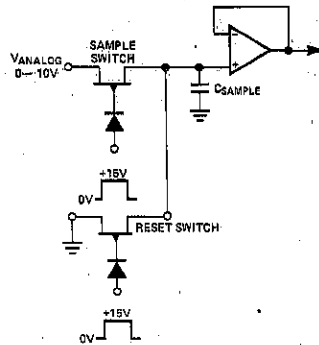 SAMPLE
SWITCH
VANALOG
0–10V
CSAMPLE
+15V
0V
RESET SWITCH
+15V
0V
−
+